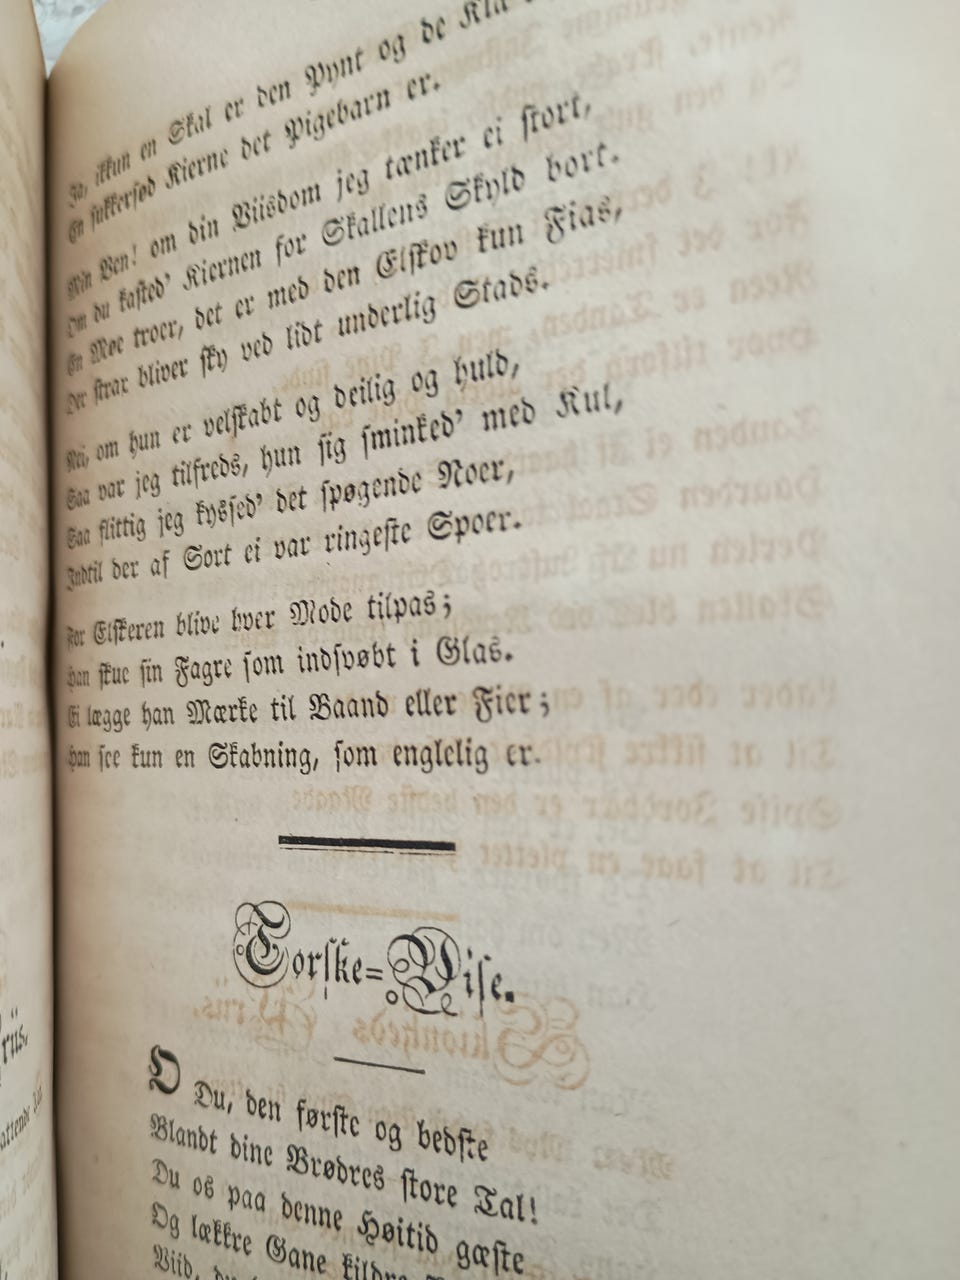 Ja, ikkun en Skal er den Pynt og de
En sukkersød Kierne det Pigebarn er.
Min Ven! om din Viisdom jeg tænker ei stort,
Om du kasted' Kiernen for Skallens Skyld bort.
En Møe troer, det er med den Elskov kun Fias,
Der strax bliver sky ved lidt underlig Stads.
Nei, om hun er velskabt og deilig og huld,
Saa var jeg tilfreds, hun sig sminked' med Kul,
Saa flittig jeg kyssed' det spøgende Noer,
Indtil der af Sort ei var ringeste Spoer.
For Elskeren blive hver Mode tilpas;
Han skue sin Fagre som indsvøbt i Glas.
Ei lægge han Mærke til Baand eller Fier;
Han see kun en Skabning, som englelig er.
Torske=Vise.
O Du, den første og bedste
Blandt dine Brødres store Tal!
Du os paa denne Høitid gæste
Og lækkre Gane kildre
Viid,